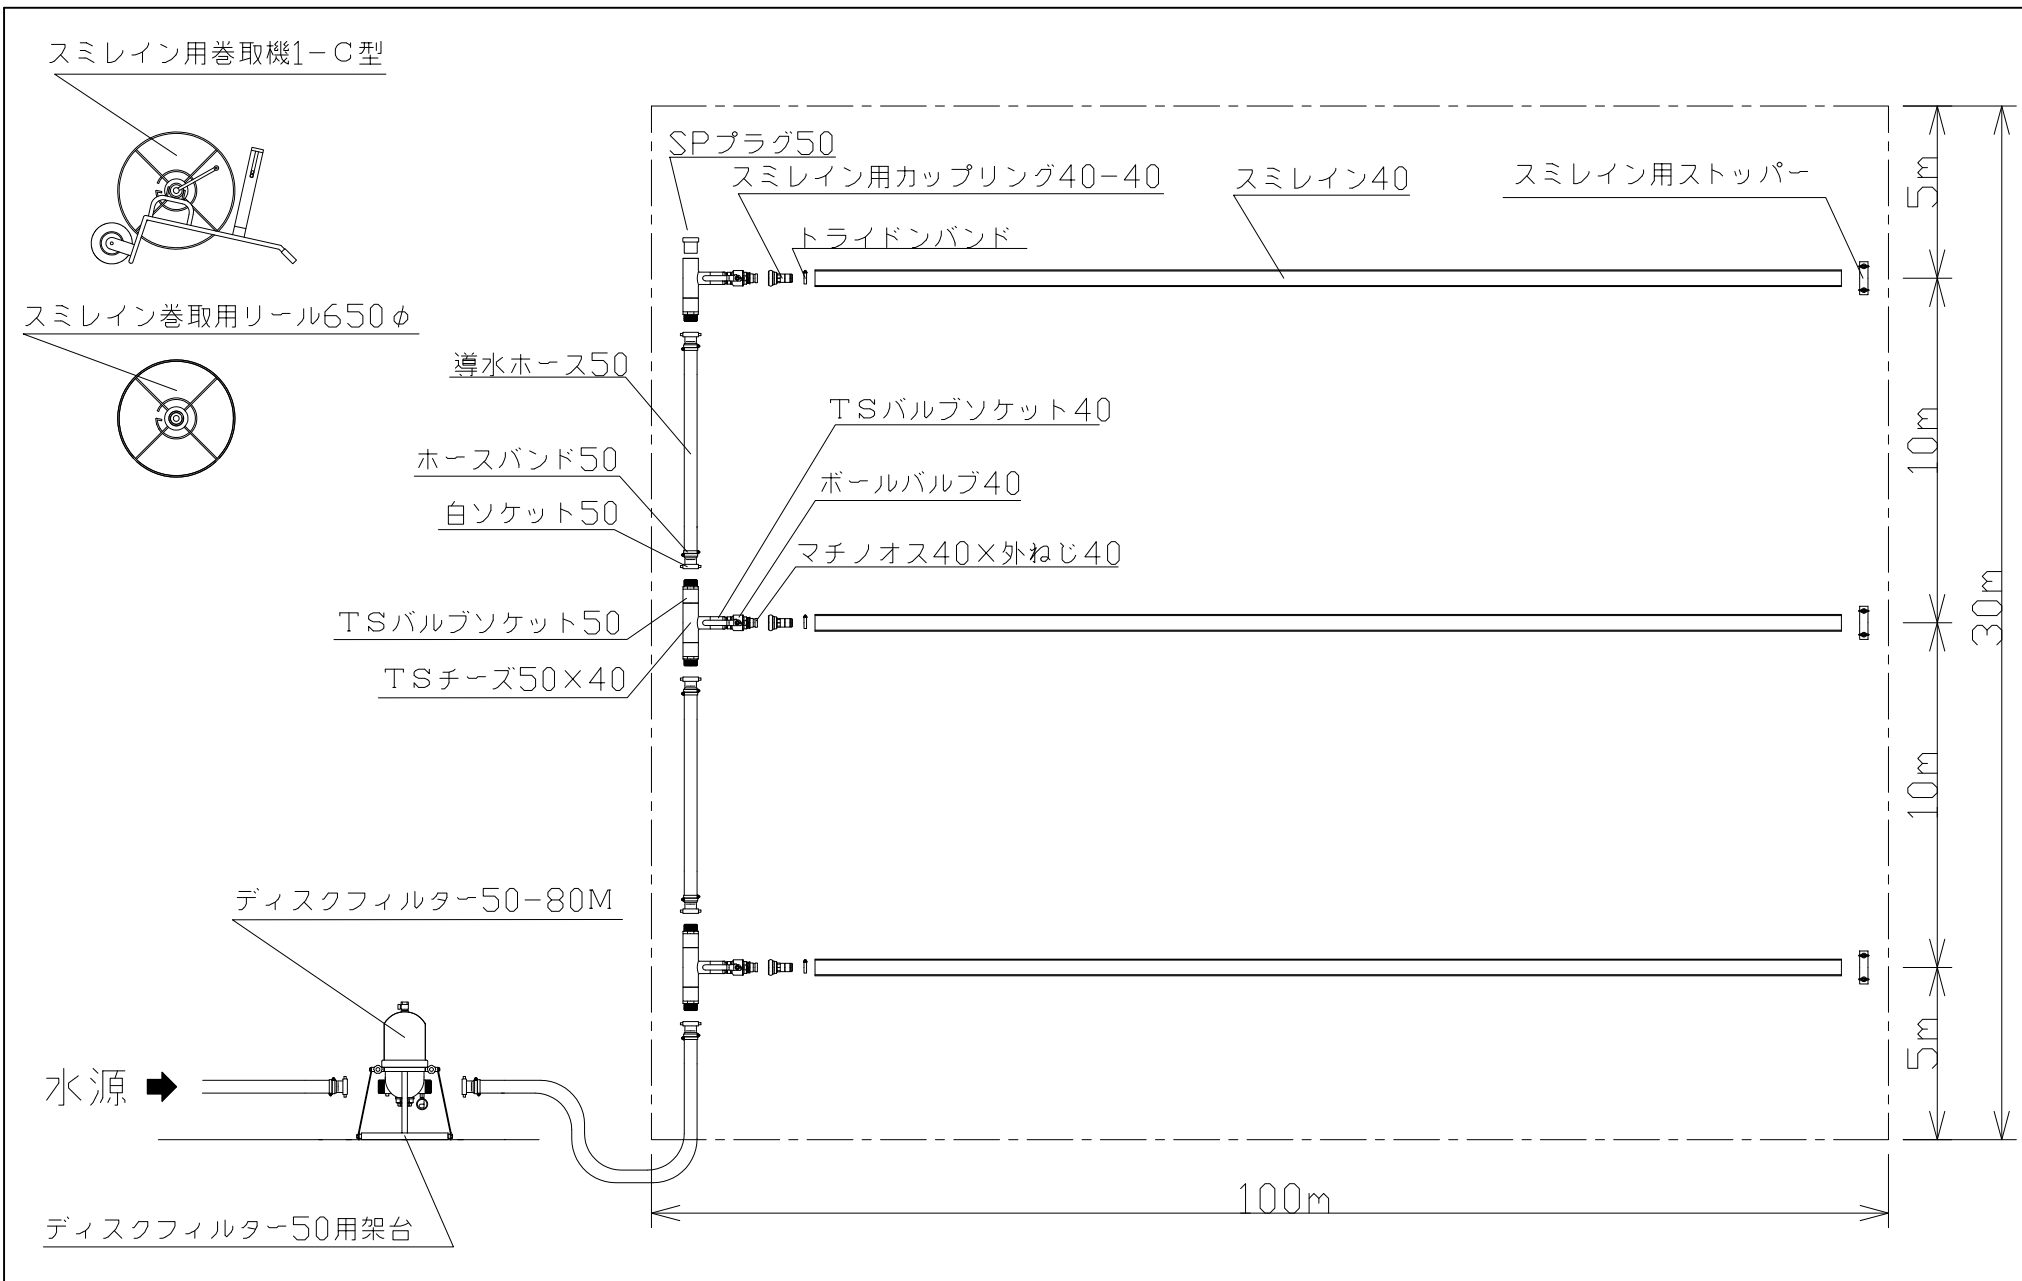 スミレイン用巻取機1-C型
SPプラグ50
スミレイン用カップリング40-40
スミレイン40
スミレイン用ストッパー
5m
トライドンバンド
スミレイン巻取用リール650φ
導水ホース50
TSバルブソケット40
10m
ホースバンド50
ボールバルブ40
白ソケット50
マチノオス40×外ねじ40
30m
TSバルブソケット50
TSチーズ50×40
10m
ディスクフィルター50-80M
5m
水源
100m
ディスクフィルター50用架台